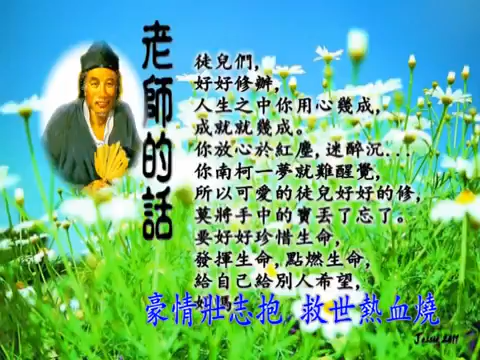 老師的話
徒兒們,
好好修辦,
人生之中你用心幾成,
成就就幾成。
你放心於紅塵,迷醉沉...
你南柯一夢就難醒覺,
所以可愛的徒兒好好的修,
莫將手中的寶丟了忘了。
要好好珍惜生命,
發揮生命,點燃生命,
給自己給別人希望,
豪情壯志抱 救世熱血燒